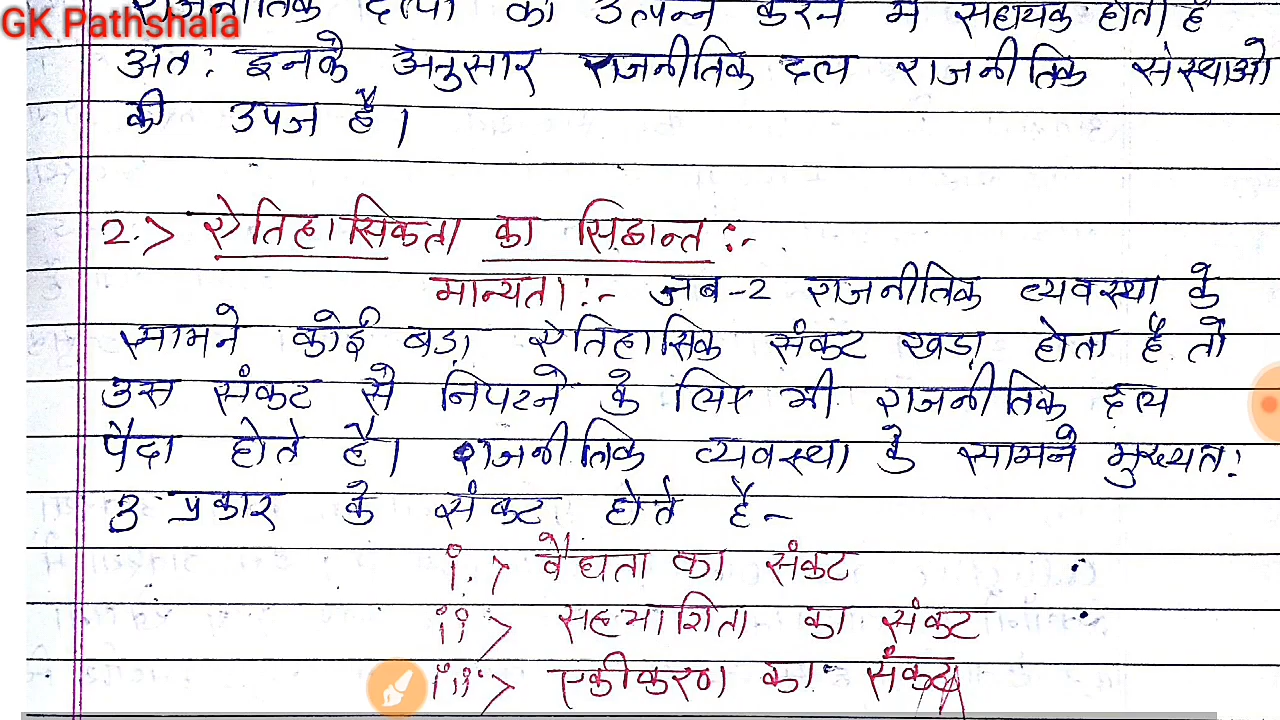 GK Pathshala
राजनीतिक दलों को उत्पन्न करने में सहायक होती है
अतः इनके अनुसार राजनीतिक दल राजनीतिक संस्थाओ
की उपज है।
2.> ऐतिहासिकता का सिद्धान्त :-
मान्यता :- जब-2 राजनीतिक व्यवस्था के
सामने कोई बड़ा ऐतिहासिक संकट खड़ा होता है तो
उस संकट से निपटने के लिए भी राजनीतिक दल
पैदा होते है। राजनीतिक व्यवस्था के सामने मुख्यतः
3 प्रकार के संकट होते है-
i.> वैधता का संकट
ii> सहभागिता का संकट
iii> एकीकरण का संकट